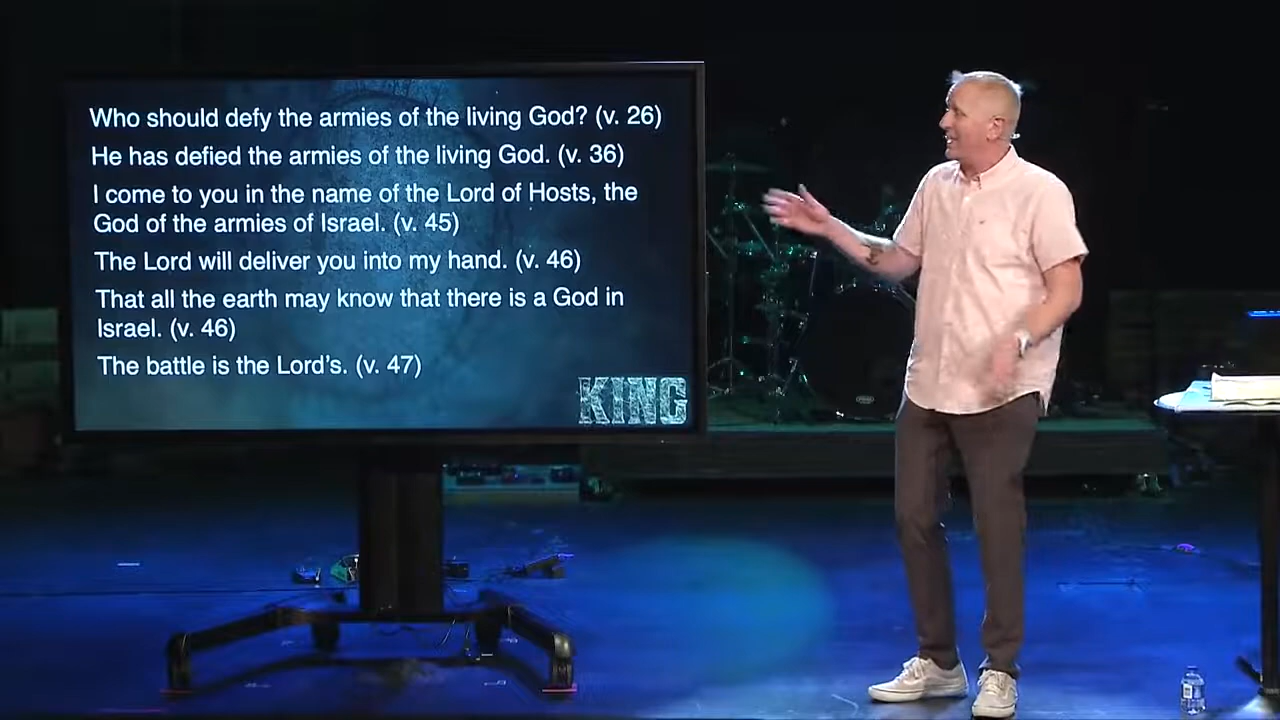 Who should defy the armies of the living God? (v. 26)
He has defied the armies of the living God. (v. 36)
I come to you in the name of the Lord of Hosts, the
God of the armies of Israel. (v. 45)
The Lord will deliver you into my hand. (v. 46)
That all the earth may know that there is a God in
Israel. (v. 46)
The battle is the Lord's. (v. 47)
KING